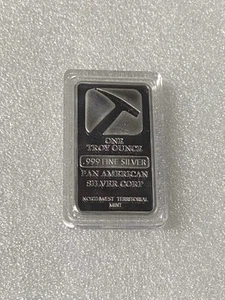 ONE
TROY OUNCE
.999 FINE SILVER
PAN AMERICAN
SILVER CORP
NORTHWEST TERRITORIAL
MINT